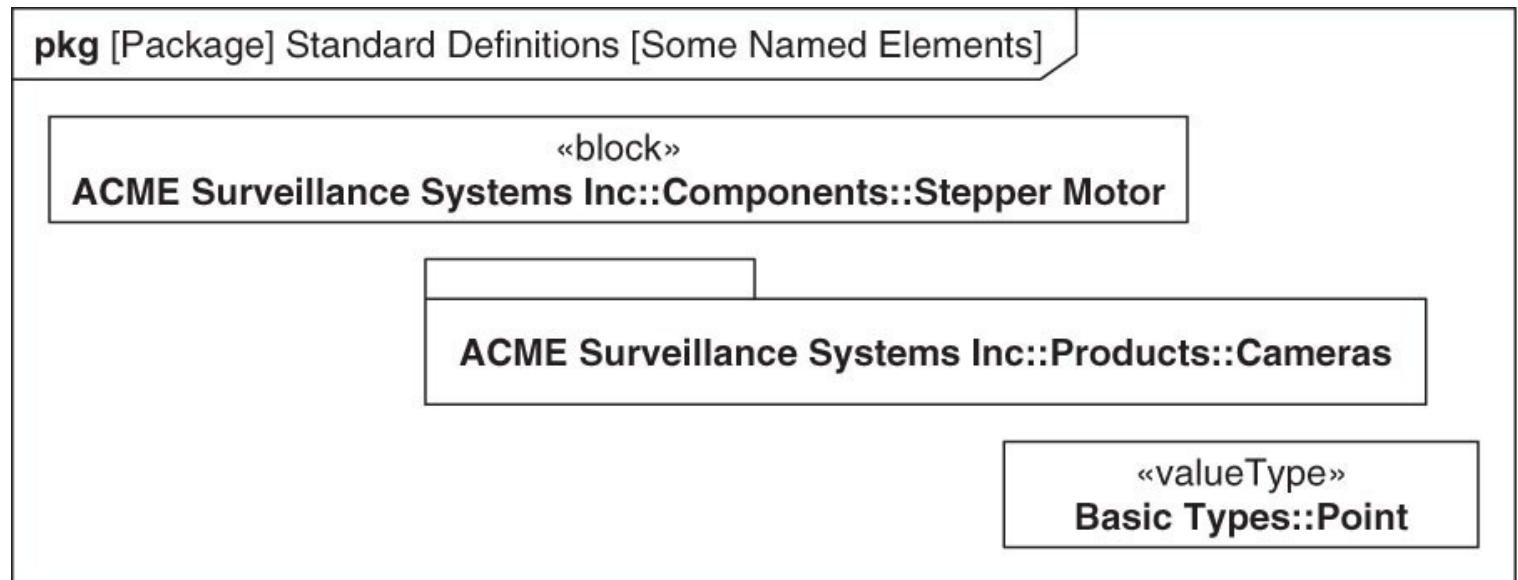 pkg [Package] Standard Definitions [Some Named Elements]
«block»
ACME Surveillance Systems Inc::Components::Stepper Motor
ACME Surveillance Systems Inc::Products::Cameras
«valueType»
Basic Types::Point